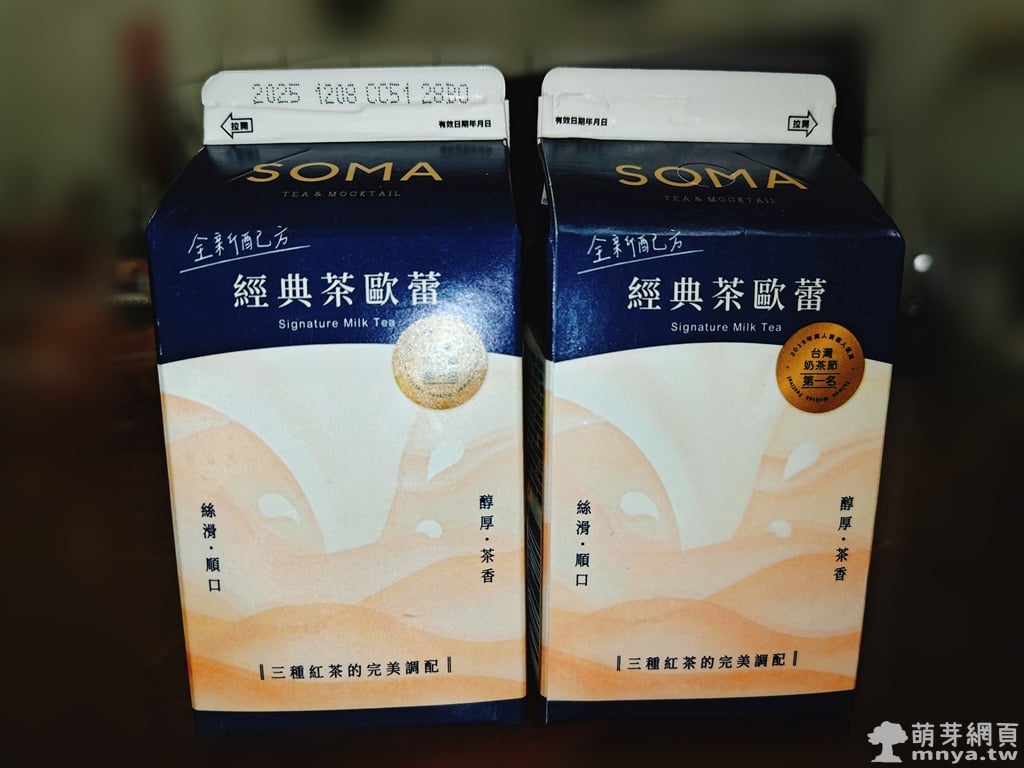 2025 1208 CC51 28B0
拉開
有效日期年月日
SOMA
TEA & MOCKTAIL
全新配方
經典茶歐蕾
Signature Milk Tea
絲滑·順口
醇厚·茶香
三種紅茶的完美調配
有效日期年月日
拉開
SOMA
TEA & MOCKTAIL
全新配方
經典茶歐蕾
Signature Milk Tea
台灣
奶茶節
第一名
絲滑·順口
醇厚·茶香
三種紅茶的完美調配
萌芽網頁
mnya.tw